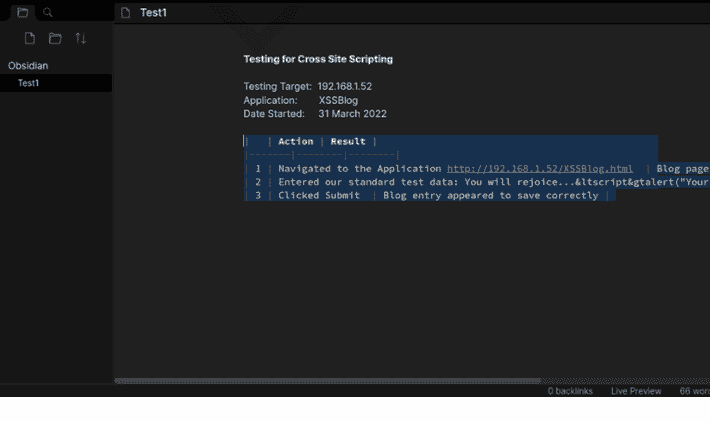 Test1
Obsidian
Test1
Testing for Cross Site Scripting
Testing Target: 192.168.1.52
Application: XSSBlog
Date Started: 31 March 2022
| | Action | Result |
|-------|--------|--------|
| 1 | Navigated to the Application http://192.168.1.52/XSSBlog.html | Blog page
| 2 | Entered our standard test data: You will rejoice...&ltscript&gtalert("Your
| 3 | Clicked Submit | Blog entry appeared to save correctly |
0 backlinks Live Preview 66 wor